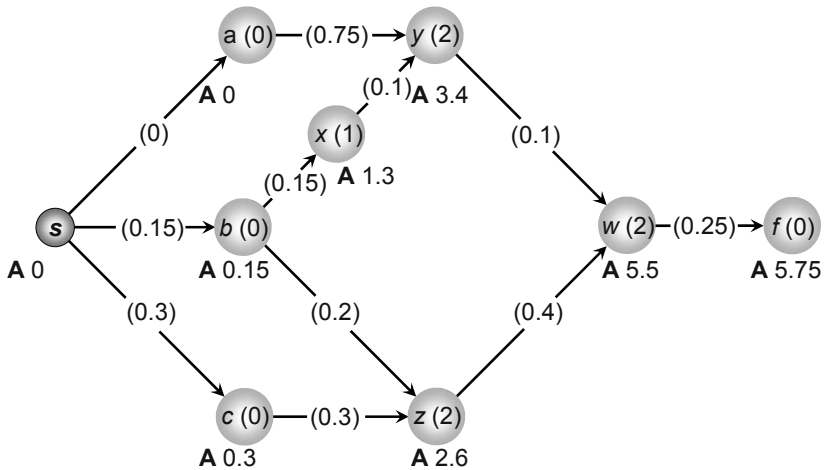 a (0)
(0.75)
y (2)
A 0
(0.1)
A 3.4
(0)
x (1)
(0.1)
A 1.3
(0.15)
s
(0.15)
b (0)
w (2)
(0.25)
f (0)
A 0
A 0.15
A 5.5
A 5.75
(0.3)
(0.2)
(0.4)
c (0)
(0.3)
z (2)
A 0.3
A 2.6